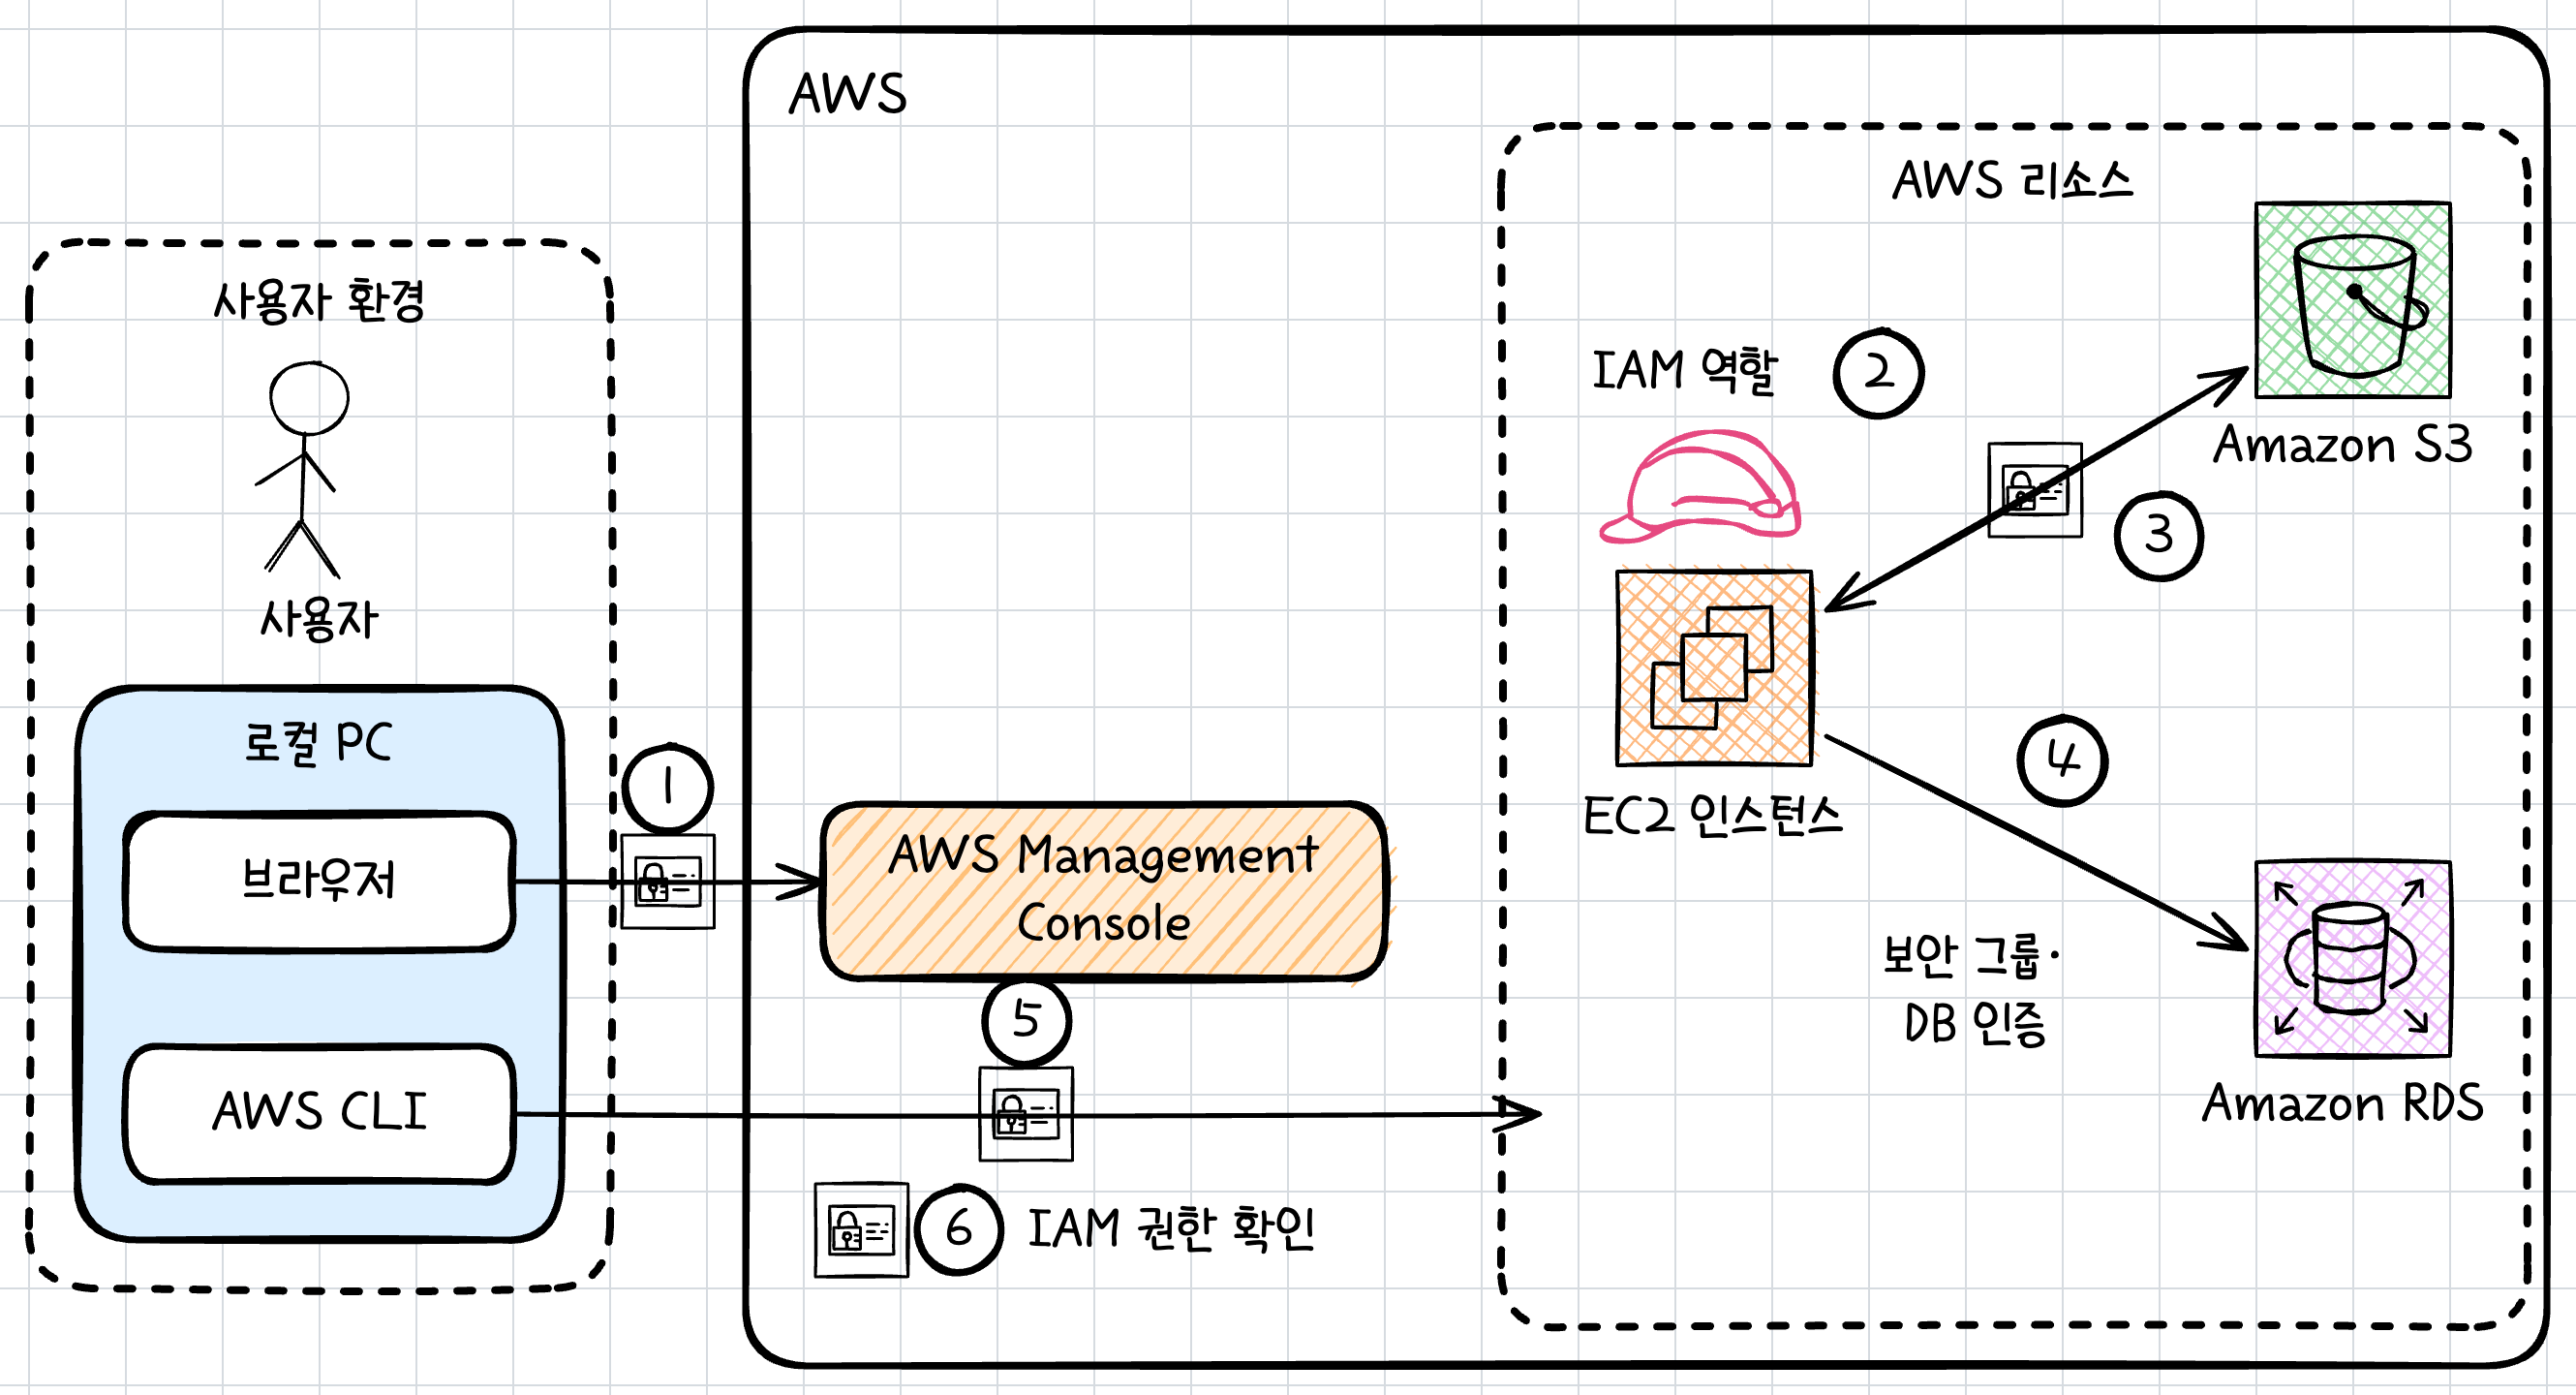 AWS
AWS 리소스
사용자 환경
사용자
로컬 PC
브라우저
AWS CLI
1
AWS Management
Console
5
6 IAM 권한 확인
IAM 역할
2
Amazon S3
3
EC2 인스턴스
4
보안 그룹·
DB 인증
Amazon RDS